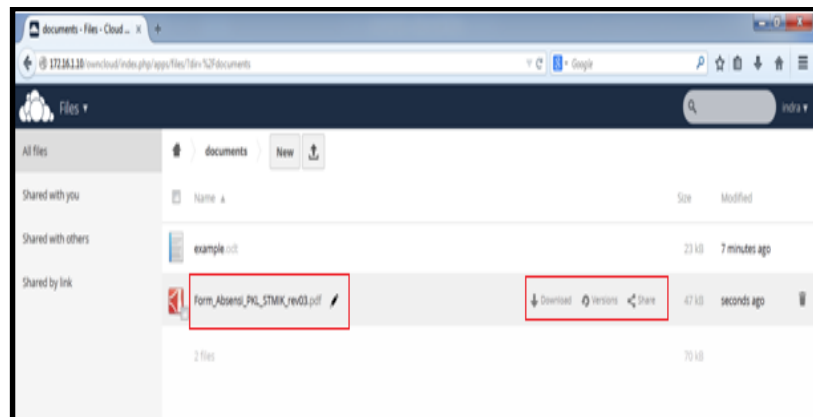 documents - Files - Cloud ...
172.16.1.10/owncloud/index.php/apps/files/?dir=%2Fdocuments
Google
Files
indra
All files
documents
New
Shared with you
Name
Size
Modified
Shared with others
example.odt
23 kB
7 minutes ago
Shared by link
Form_Absensi_PKL_STMIK_rev03.pdf
Download
Versions
Share
47 kB
seconds ago
2 files
70 kB